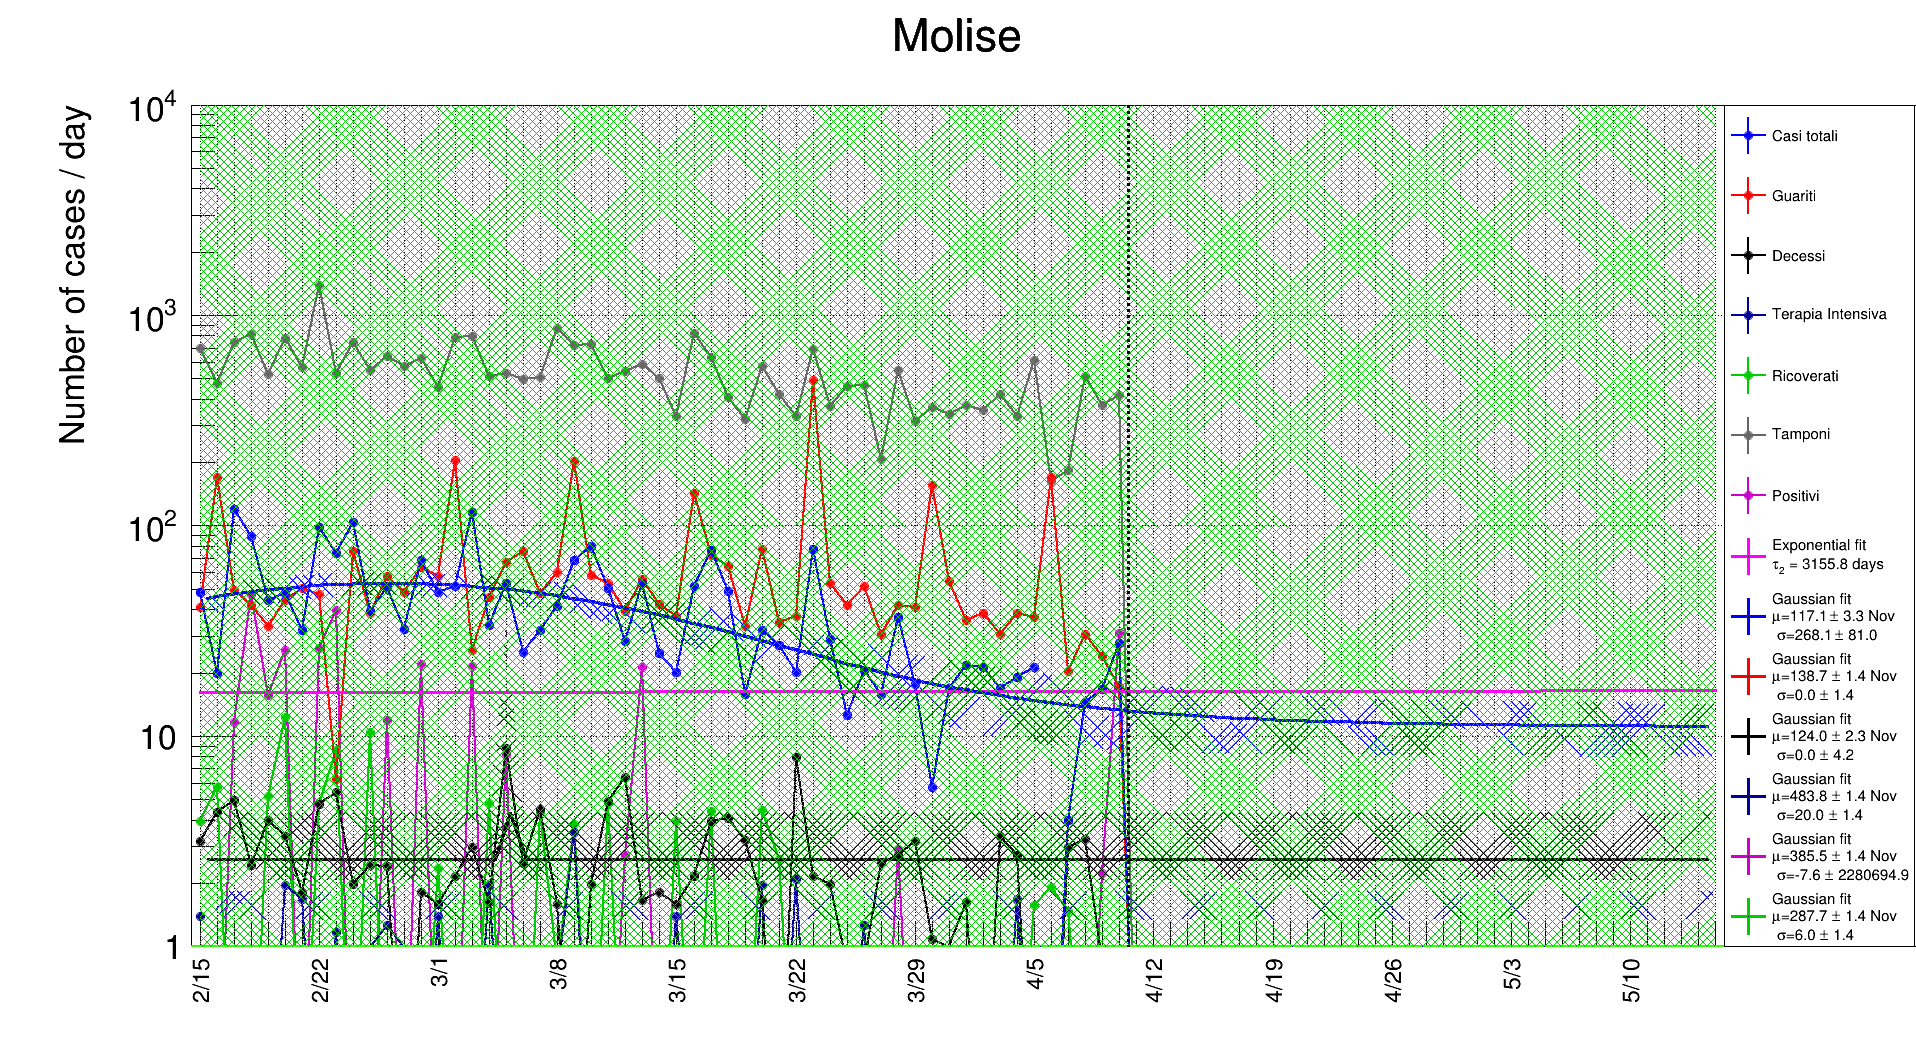 Molise
Number of cases / day
10⁴
10³
10²
10
1
2/15
2/22
3/1
3/8
3/15
3/22
3/29
4/5
4/12
4/19
4/26
5/3
5/10
Casi totali
Guariti
Decessi
Terapia Intensiva
Ricoverati
Tamponi
Positivi
Exponential fit
τ₂ = 3155.8 days
Gaussian fit
μ=117.1 ± 3.3 Nov
σ=268.1 ± 81.0
Gaussian fit
μ=138.7 ± 1.4 Nov
σ=0.0 ± 1.4
Gaussian fit
μ=124.0 ± 2.3 Nov
σ=0.0 ± 4.2
Gaussian fit
μ=483.8 ± 1.4 Nov
σ=20.0 ± 1.4
Gaussian fit
μ=385.5 ± 1.4 Nov
σ=-7.6 ± 2280694.9
Gaussian fit
μ=287.7 ± 1.4 Nov
σ=6.0 ± 1.4